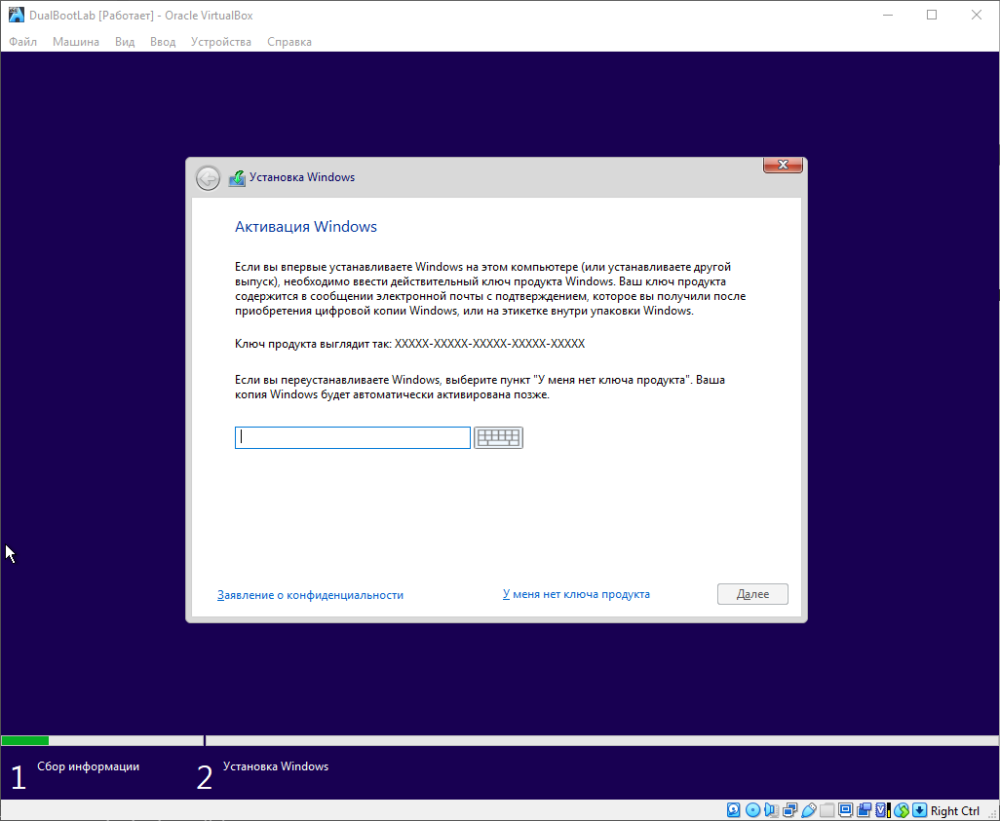 DualBootLab [Работает] - Oracle VirtualBox
Файл Машина Вид Ввод Устройства Справка
Установка Windows
Активация Windows
Если вы впервые устанавливаете Windows на этом компьютере (или устанавливаете другой
выпуск), необходимо ввести действительный ключ продукта Windows. Ваш ключ продукта
содержится в сообщении электронной почты с подтверждением, которое вы получили после
приобретения цифровой копии Windows, или на этикетке внутри упаковки Windows.
Ключ продукта выглядит так: XXXXX-XXXXX-XXXXX-XXXXX-XXXXX
Если вы переустанавливаете Windows, выберите пункт "У меня нет ключа продукта". Ваша
копия Windows будет автоматически активирована позже.
Заявление о конфиденциальности
У меня нет ключа продукта
Далее
1 Сбор информации
2 Установка Windows
Right Ctrl